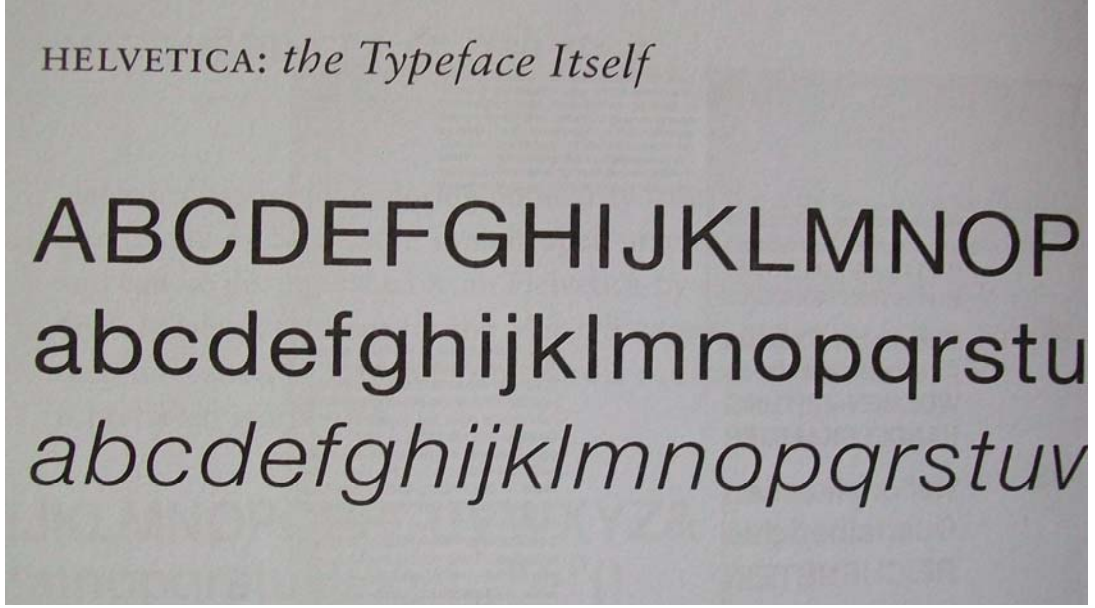 HELVETICA: the Typeface Itself
ABCDEFGHIJKLMNOP
abcdefghijklmnopqrstu
abcdefghijklmnopqrstuv